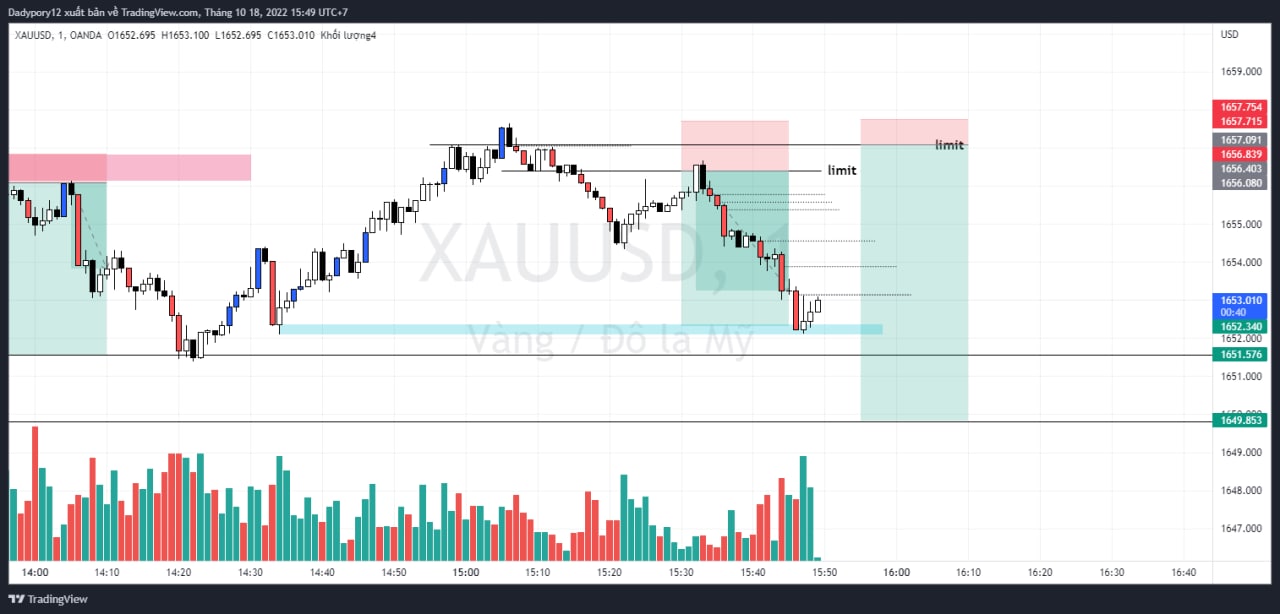 Dadypory12 xuất bản về TradingView.com, Tháng 10 18, 2022 15:49 UTC+7
XAUUSD, 1, OANDA O1652.695 H1653.100 L1652.695 C1653.010 Khối lượng4
USD
1659.000
1657.754
1657.715
1657.091
1656.839
1656.403
1656.080
limit
limit
1655.000
XAUUSD,
1654.000
1653.010
00:40
1652.340
1652.000
Vàng / Đô la Mỹ
1651.576
1651.000
1649.853
1649.000
1648.000
1647.000
14:00 14:10 14:20 14:30 14:40 14:50 15:00 15:10 15:20 15:30 15:40 15:50 16:00 16:10 16:20 16:30 16:40
TradingView